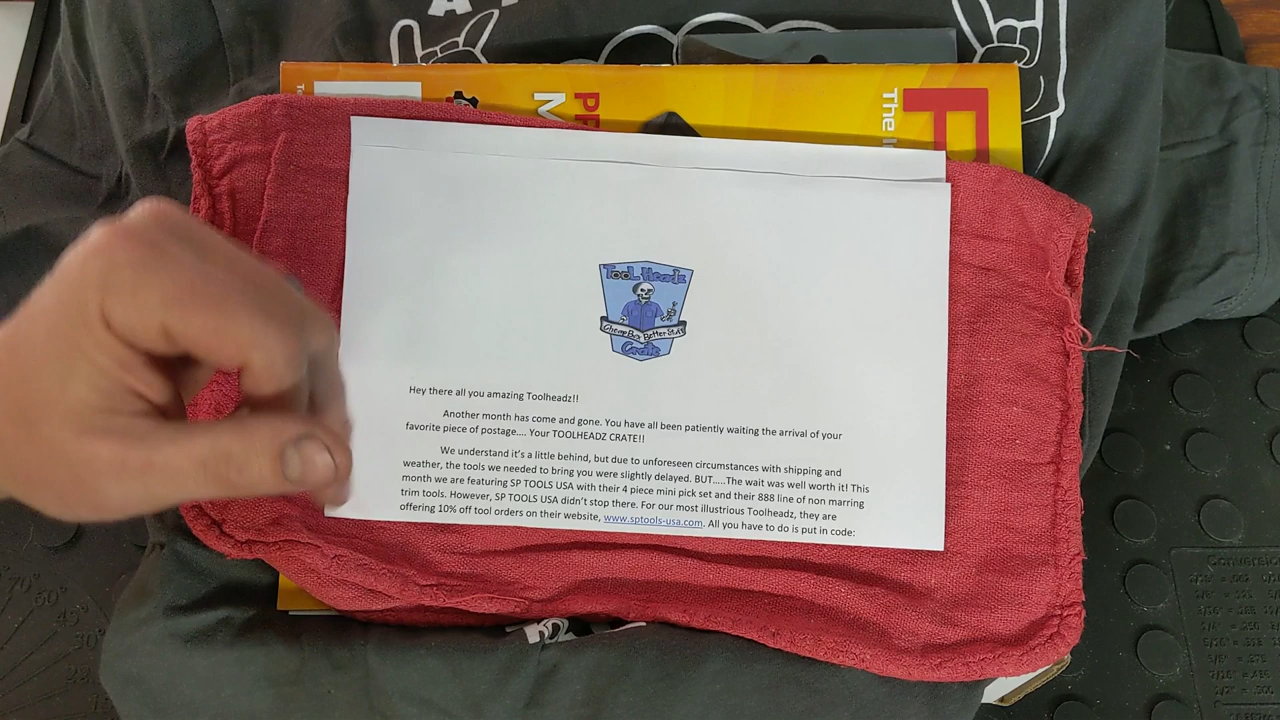 A
The
M
Tool Headz
Cheap Box Better Stuff
Crate
Hey there all you amazing Toolheadz!!
Another month has come and gone. You have all been patiently waiting the arrival of your
favorite piece of postage.... Your TOOLHEADZ CRATE!!
We understand it's a little behind, but due to unforeseen circumstances with shipping and
weather, the tools we needed to bring you were slightly delayed. BUT.....The wait was well worth it! This
month we are featuring SP TOOLS USA with their 4 piece mini pick set and their 888 line of non marring
trim tools. However, SP TOOLS USA didn't stop there. For our most illustrious Toolheadz, they are
offering 10% off tool orders on their website, www.sptools-usa.com. All you have to do is put in code:
70°
60°
45°
30°